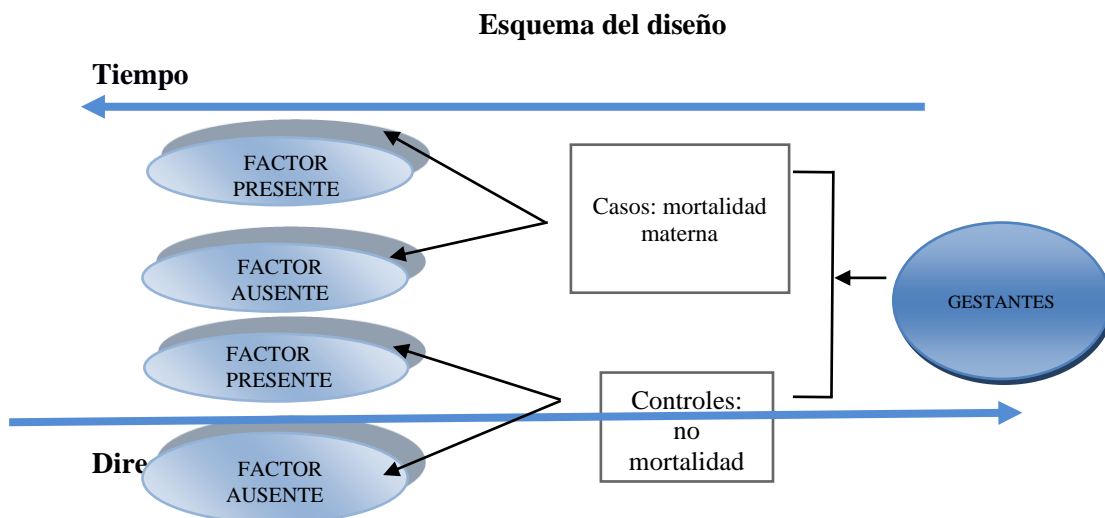 Esquema del diseño
Tiempo
FACTOR
PRESENTE
Casos: mortalidad
materna
FACTOR
AUSENTE
GESTANTES
FACTOR
PRESENTE
Controles:
no
mortalidad
Dire
FACTOR
AUSENTE